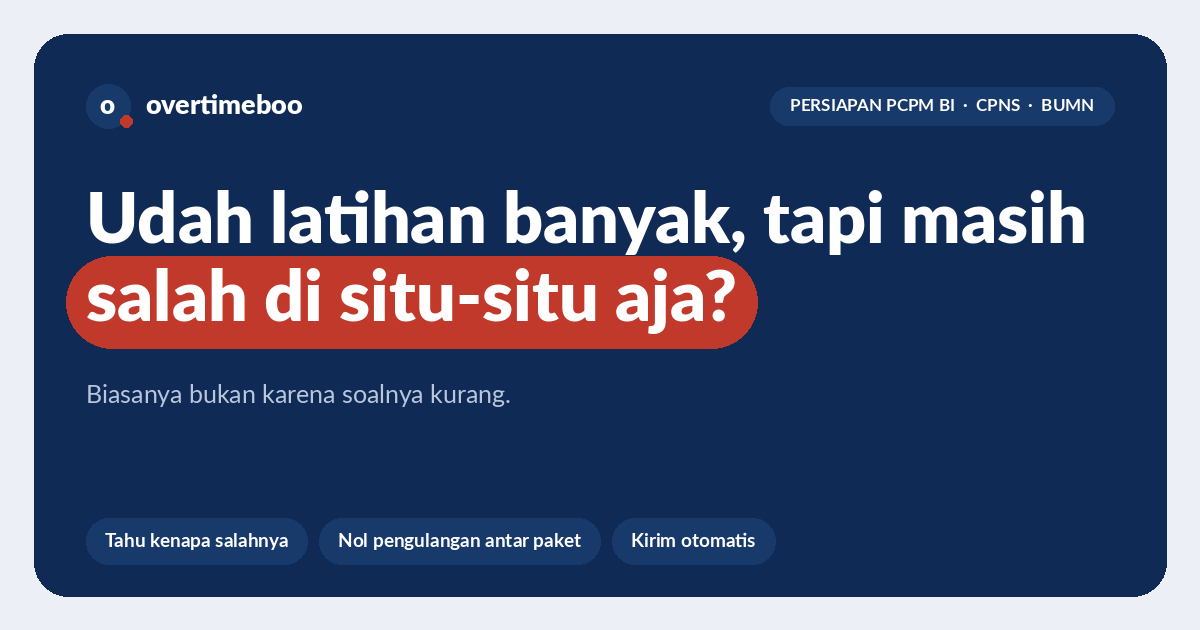 o overtimeboo
PERSIAPAN PCPM BI · CPNS · BUMN
Udah latihan banyak, tapi masih
salah di situ-situ aja?
Biasanya bukan karena soalnya kurang.
Tahu kenapa salahnya
Nol pengulangan antar paket
Kirim otomatis